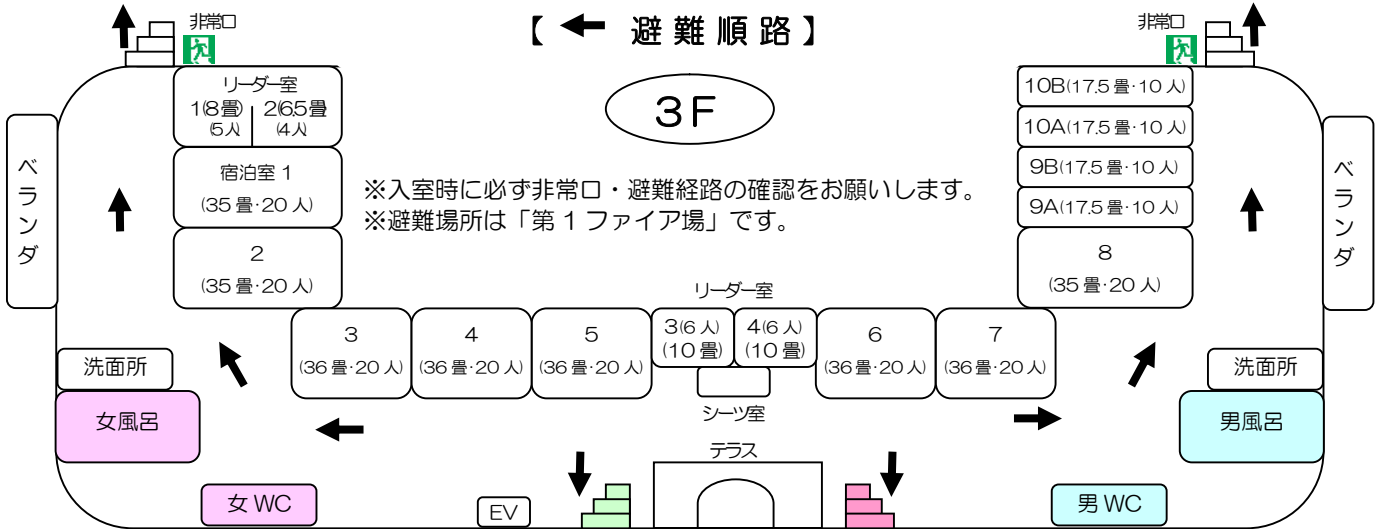 【 ← 避難順路】
非常口
非常口
3F
リーダー室
1(8畳) 2(6.5畳)
(5人) (4人)
宿泊室 1
(35畳・20人)
2
(35畳・20人)
※入室時に必ず非常口・避難経路の確認をお願いします。
※避難場所は「第1ファイア場」です。
10B(17.5畳・10人)
10A(17.5畳・10人)
9B(17.5畳・10人)
9A(17.5畳・10人)
8
(35畳・20人)
ベランダ
ベランダ
3
(36畳・20人)
4
(36畳・20人)
5
(36畳・20人)
リーダー室
3(6人)
(10畳)
4(6人)
(10畳)
6
(36畳・20人)
7
(36畳・20人)
シーツ室
洗面所
女風呂
女WC
EV
テラス
洗面所
男風呂
男WC